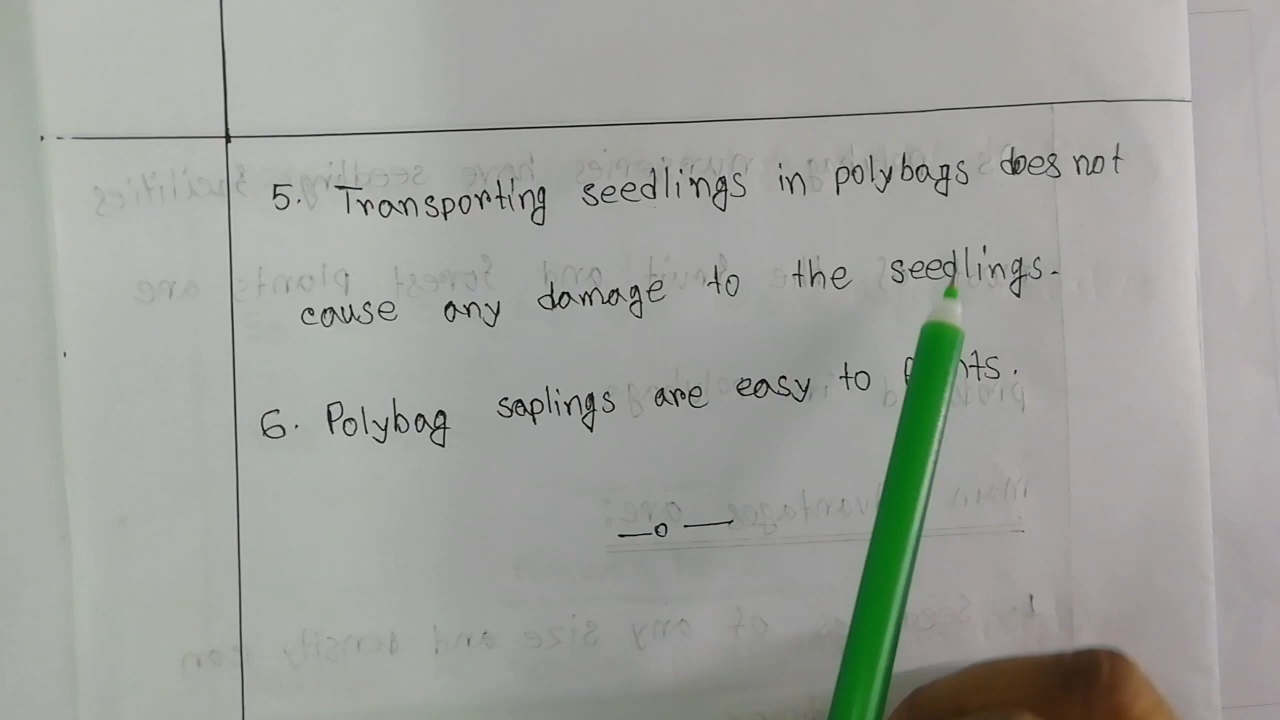 5. Transporting seedlings in polybags does not
cause any damage to the seedlings.
6. Polybag saplings are easy to